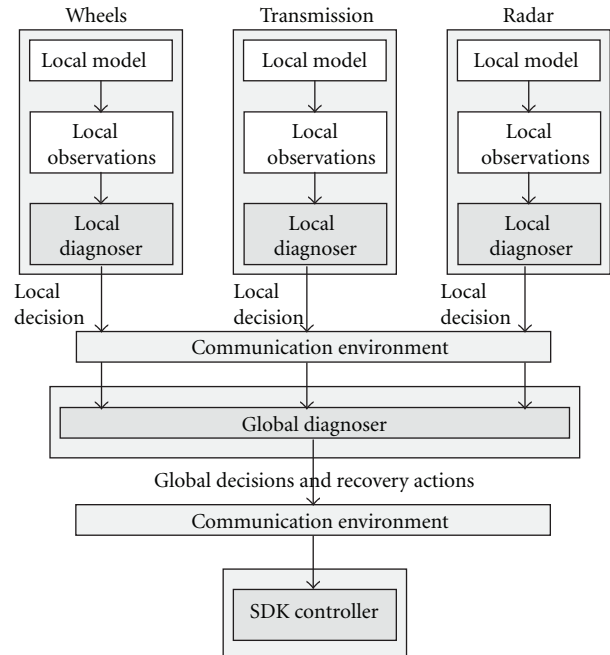 Wheels
Transmission
Radar
Local model
Local model
Local model
Local
observations
Local
observations
Local
observations
Local
diagnoser
Local
diagnoser
Local
diagnoser
Local
decision
Local
decision
Local
decision
Communication environment
Global diagnoser
Global decisions and recovery actions
Communication environment
SDK controller